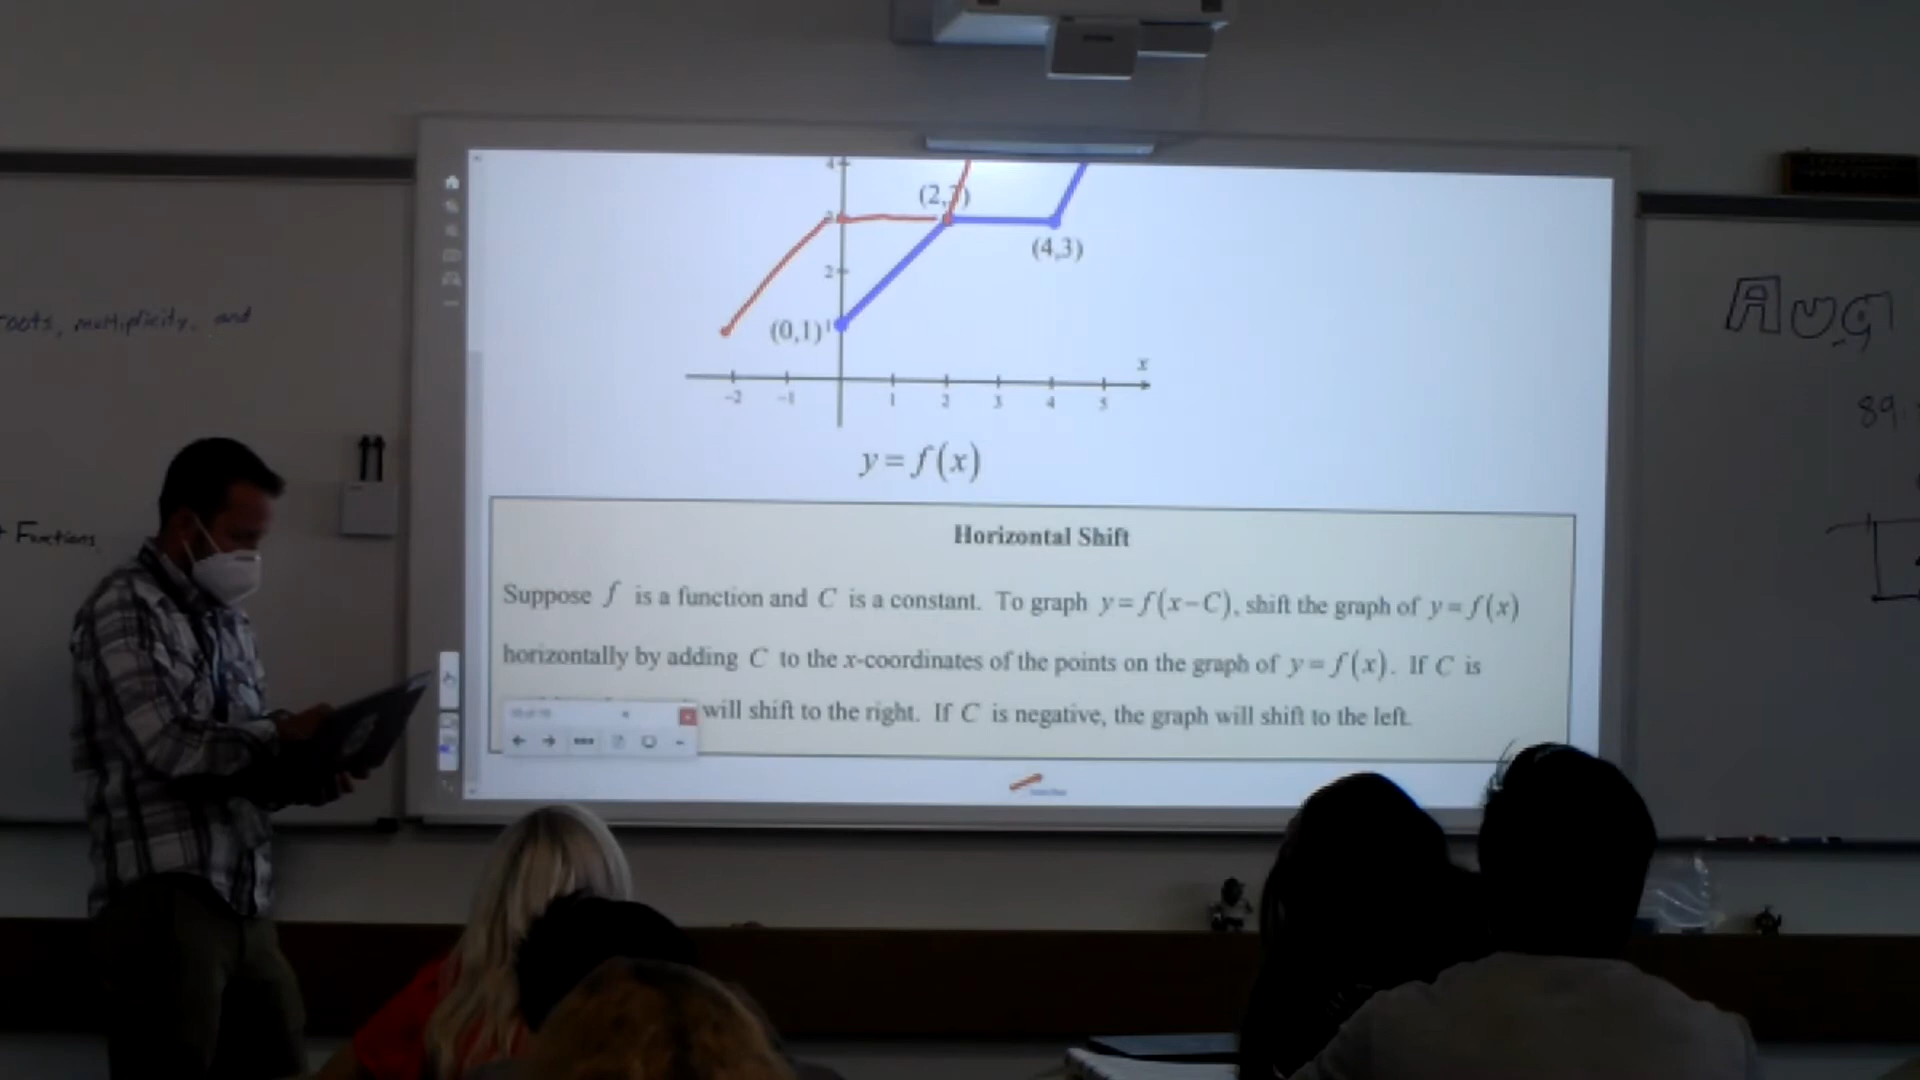 roots, multiplicity, and
Functions
4
(2,3)
3
(4,3)
2
(0,1) 1
x
-2 -1 1 2 3 4 5
y = f(x)
Horizontal Shift
Suppose f is a function and C is a constant. To graph y = f(x - C), shift the graph of y = f(x)
horizontally by adding C to the x-coordinates of the points on the graph of y = f(x). If C is
will shift to the right. If C is negative, the graph will shift to the left.
Aug
89.